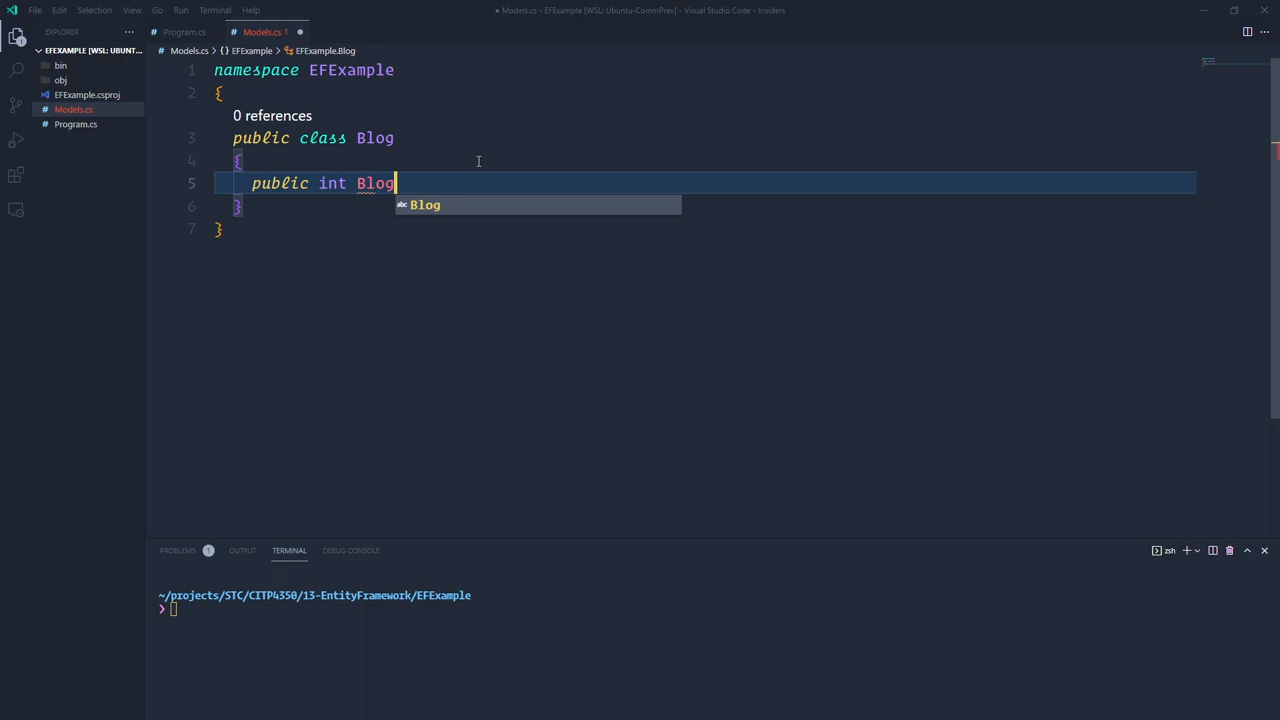 File Edit Selection View Go Run Terminal Help
● Models.cs - EFExample [WSL: Ubuntu-CommPrev] - Visual Studio Code - Insiders
EXPLORER
1
EFEXAMPLE [WSL: UBUNT...
bin
obj
EFExample.csproj
# Models.cs
# Program.cs
# Program.cs
# Models.cs 1
# Models.cs > { } EFExample > EFExample.Blog
1 namespace EFExample
2 {
0 references
3 public class Blog
4 {
5 public int Blog
abc Blog
6 }
7 }
PROBLEMS 1 OUTPUT TERMINAL DEBUG CONSOLE
zsh
~/projects/STC/CITP4350/13-EntityFramework/EFExample
❯